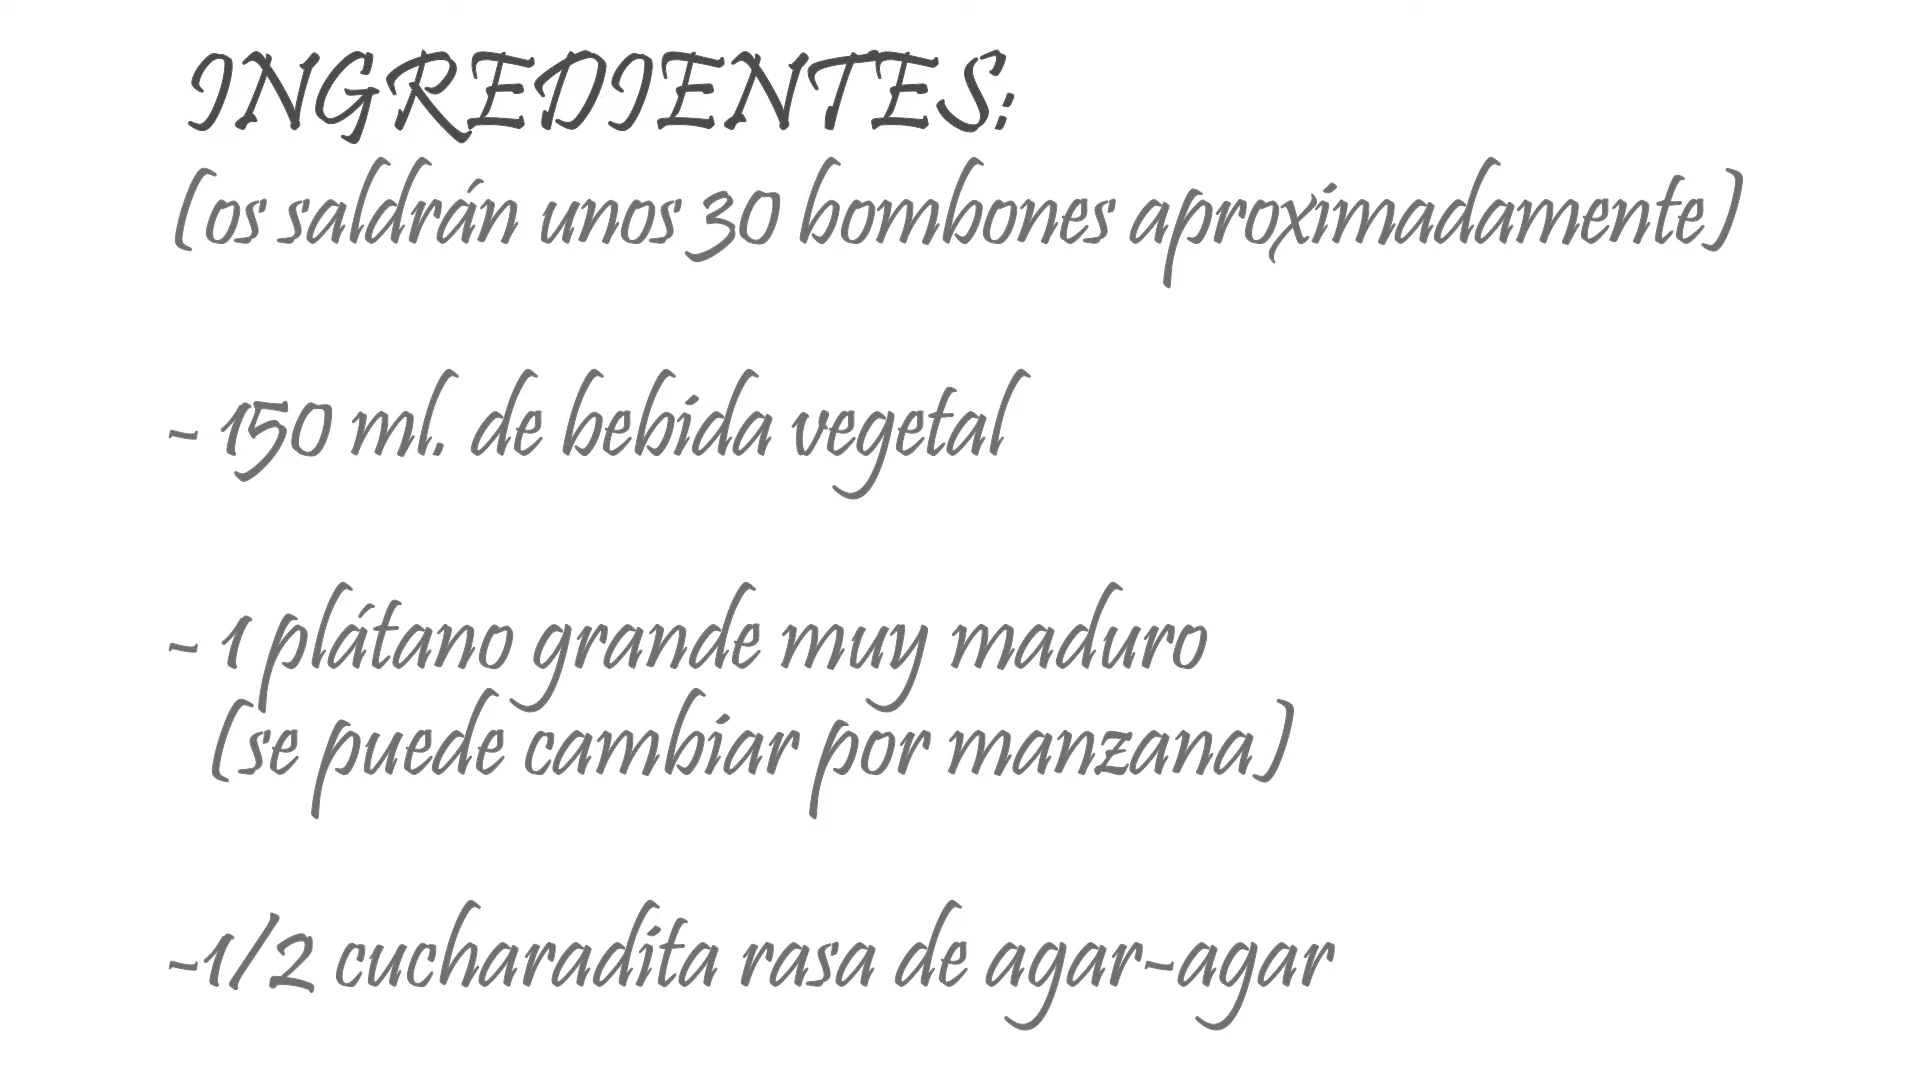 INGREDIENTES:
(os saldrán unos 30 bombones aproximadamente)
- 150 ml. de bebida vegetal
- 1 plátano grande muy maduro
(se puede cambiar por manzana)
-1/2 cucharadita rasa de agar-agar